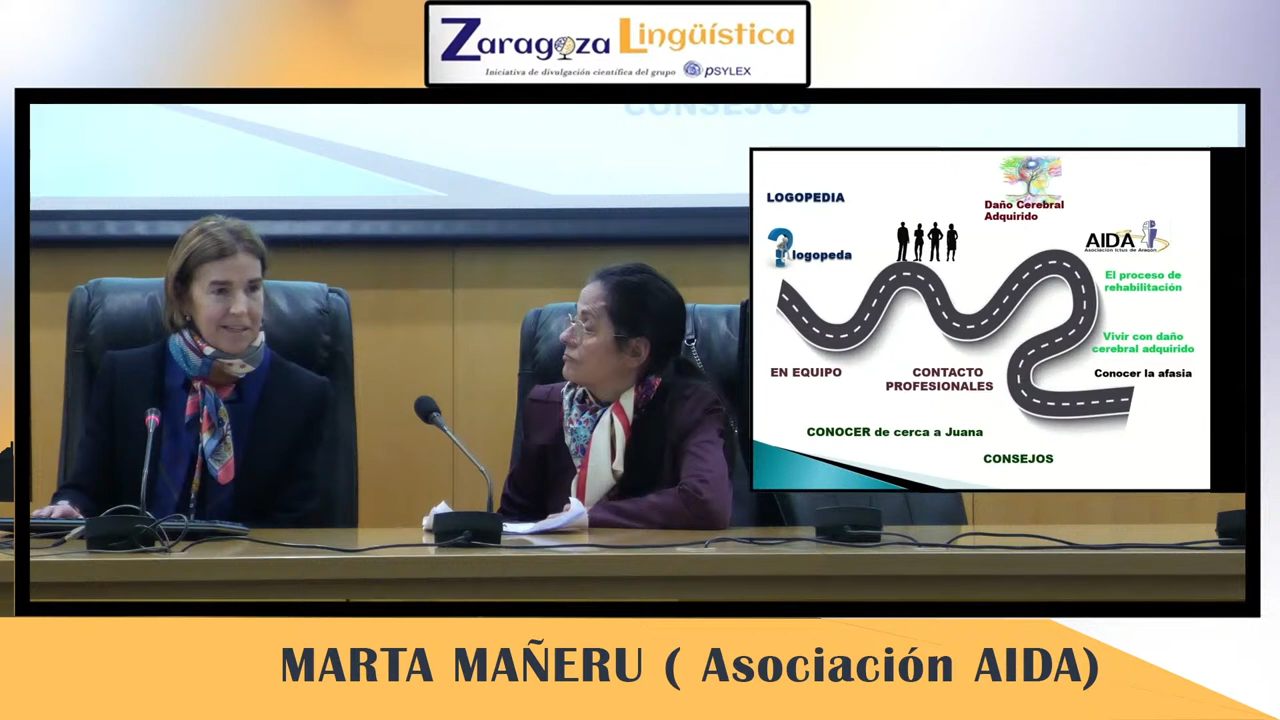 Zaragoza Lingüística
Iniciativa de divulgación científica del grupo PSYLEX
CONSEJOS
LOGOPEDIA
? logopeda
Daño Cerebral
Adquirido
AIDA
Asociación Ictus de Aragón
El proceso de
rehabilitación
Vivir con daño
cerebral adquirido
Conocer la afasia
EN EQUIPO
CONTACTO
PROFESIONALES
CONOCER de cerca a Juana
CONSEJOS
MARTA MAÑERU ( Asociación AIDA)